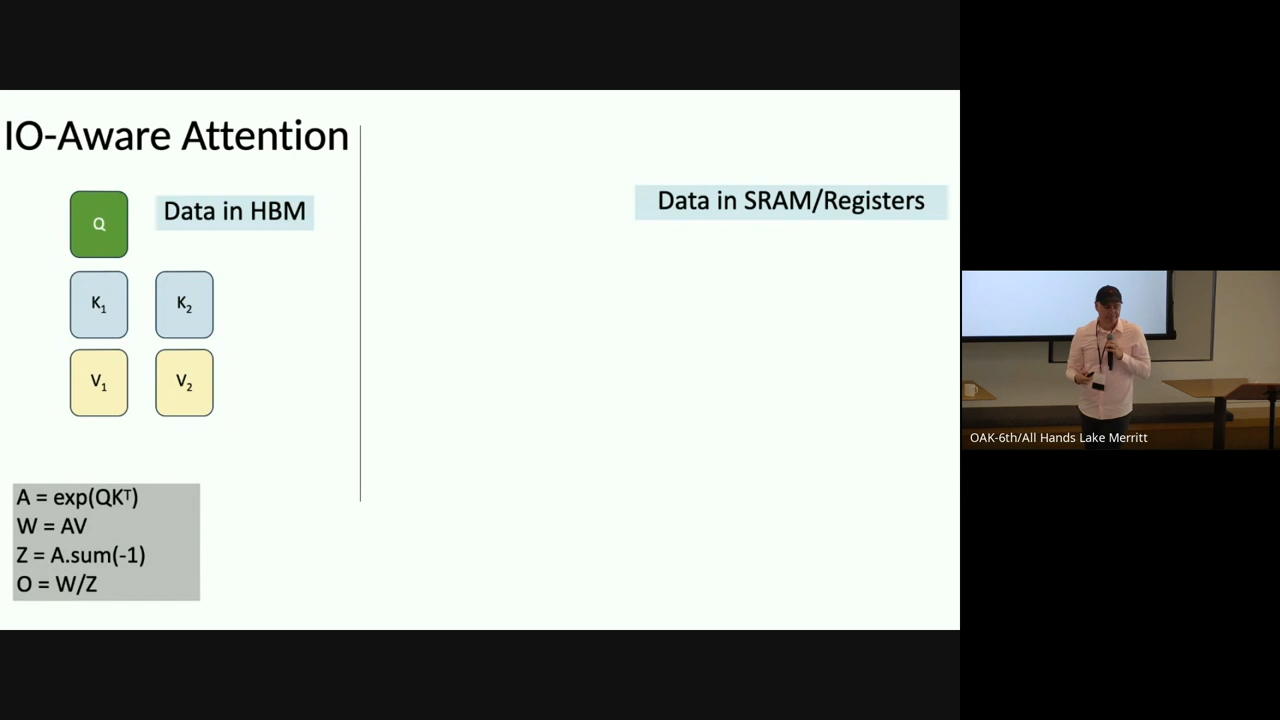 IO-Aware Attention
Q
Data in HBM
Data in SRAM/Registers
K₁ K₂
V₁ V₂
A = exp(QKᵀ)
W = AV
Z = A.sum(-1)
O = W/Z
OAK-6th/All Hands Lake Merritt